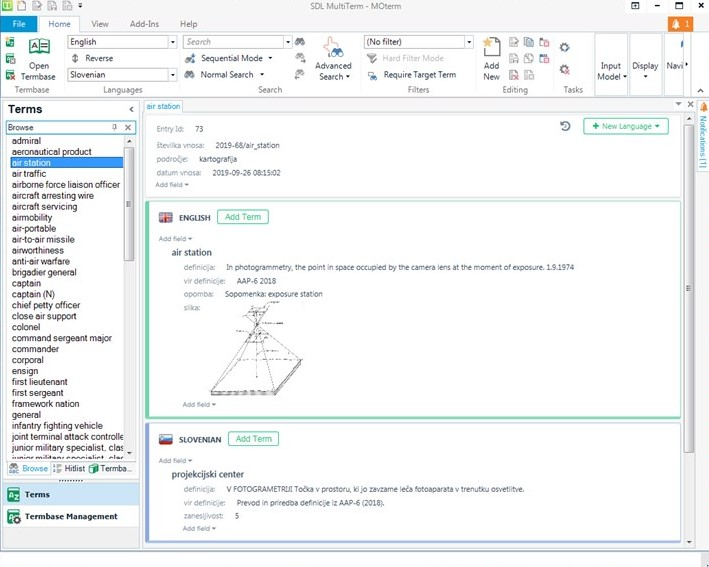 SDL MultiTerm - MOterm
File Home View Add-Ins Help
Open Termbase
Termbase
English
Reverse
Slovenian
Languages
Search
Sequential Mode
Normal Search
Advanced Search
Search
(No filter)
Hard Filter Mode
Require Target Term
Filters
Add New
Editing
Tasks
Input Model
Display
Navi
1
Terms
Browse
admiral
aeronautical product
air station
air traffic
airborne force liaison officer
aircraft arresting wire
aircraft servicing
airmobility
air-portable
air-to-air missile
airworthiness
anti-air warfare
brigadier general
captain
captain (N)
chief petty officer
close air support
colonel
command sergeant major
commander
corporal
ensign
first lieutenant
first sergeant
framework nation
general
infantry fighting vehicle
joint terminal attack controlle
junior military specialist, clas
Browse Hitlist Termba...
Terms
Termbase Management
air station
Entry Id: 73
New Language
številka vnosa: 2019-68/air_station
področje: kartografija
datum vnosa: 2019-09-26 08:15:02
Add field
ENGLISH Add Term
Add field
air station
definicija: In photogrammetry, the point in space occupied by the camera lens at the moment of exposure. 1.9.1974
vir definicije: AAP-6 2018
opomba: Sopomenka: exposure station
slika:
Add field
SLOVENIAN Add Term
Add field
projekcijski center
definicija: V FOTOGRAMETRIJI Točka v prostoru, ki jo zavzame leča fotoaparata v trenutku osvetlitve.
vir definicije: Prevod in priredba definicije iz AAP-6 (2018).
zanesljivost: 5
Add field
Notifications (1)